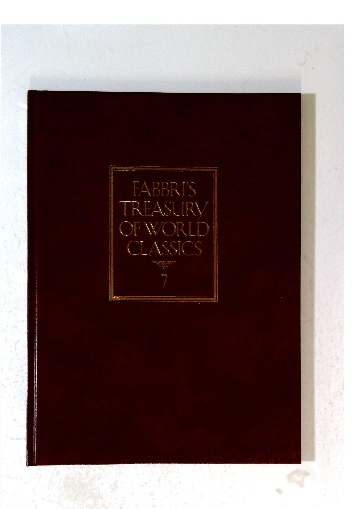 FABBRI'S
TREASURY
OF WORLD
CLASSICS
7